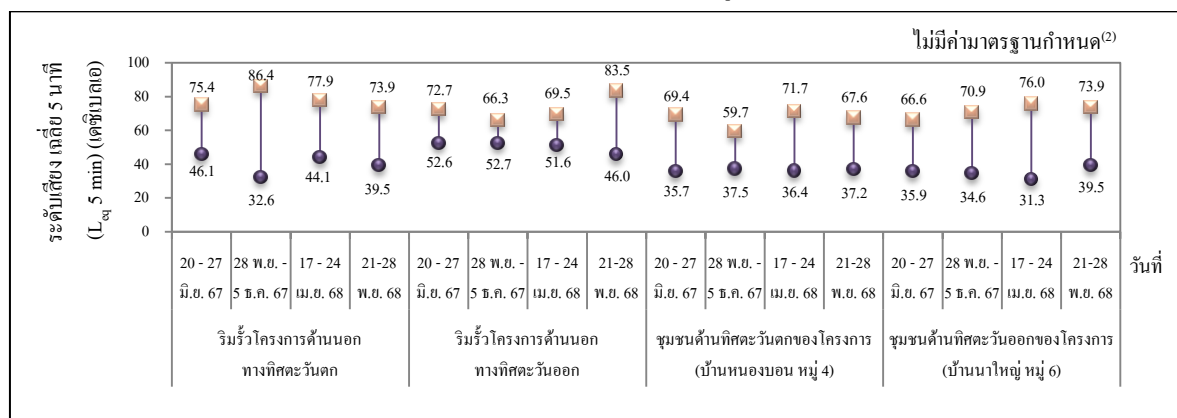 ไม่มีค่ามาตรฐานกำหนด(2)
ระดับเสียง เฉลี่ย 5 นาที (เดซิเบลเอ)
(Leq 5 min)
100
80
60
40
20
0
75.4 86.4 77.9 73.9 72.7 66.3 69.5 83.5 69.4 59.7 71.7 67.6 66.6 70.9 76.0 73.9
46.1 32.6 44.1 39.5 52.6 52.7 51.6 46.0 35.7 37.5 36.4 37.2 35.9 34.6 31.3 39.5
20 - 27 28 พ.ย. - 17 - 24 21-28 20 - 27 28 พ.ย. - 17 - 24 21-28 20 - 27 28 พ.ย. - 17 - 24 21-28 20 - 27 28 พ.ย. - 17 - 24 21-28 วันที่
มิ.ย. 67 5 ธ.ค. 67 เม.ย. 68 พ.ย. 68 มิ.ย. 67 5 ธ.ค. 67 เม.ย. 68 พ.ย. 68 มิ.ย. 67 5 ธ.ค. 67 เม.ย. 68 พ.ย. 68 มิ.ย. 67 5 ธ.ค. 67 เม.ย. 68 พ.ย. 68
ริมรั้วโครงการด้านนอก ริมรั้วโครงการด้านนอก ชุมชนด้านทิศตะวันตกของโครงการ ชุมชนด้านทิศตะวันออกของโครงการ
ทางทิศตะวันตก ทางทิศตะวันออก (บ้านหนองบอน หมู่ 4) (บ้านนาใหญ่ หมู่ 6)